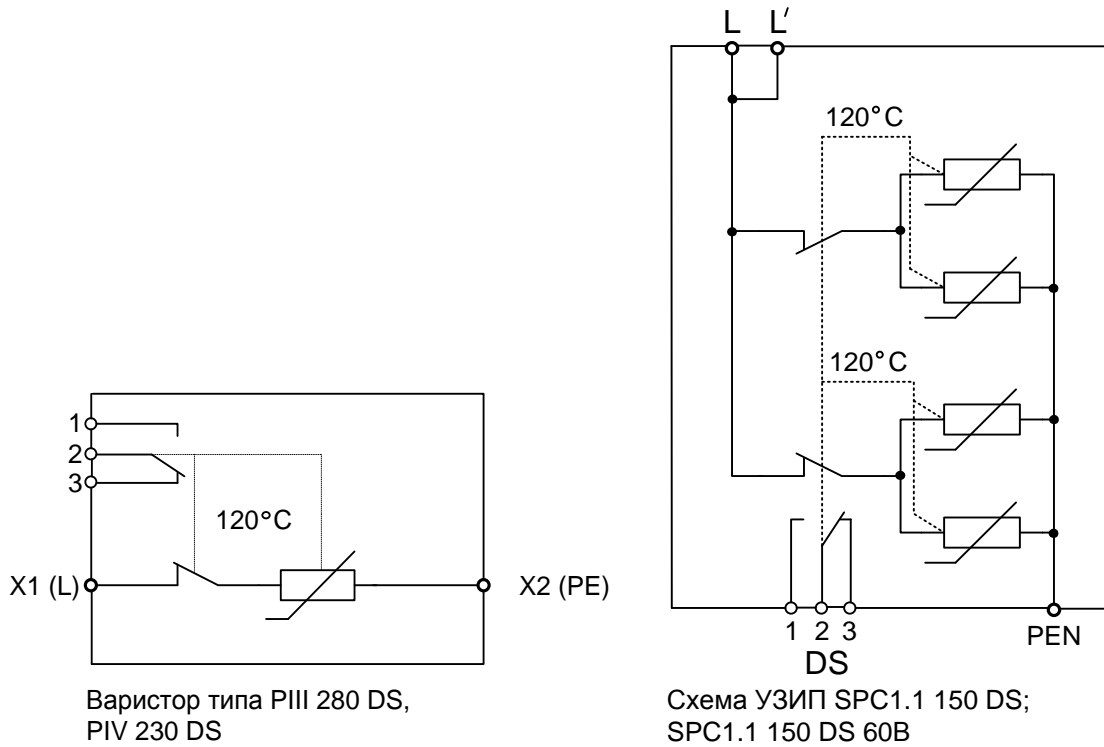 1
2
3
120°C
X1 (L)
X2 (PE)
Варистор типа PIII 280 DS,
PIV 230 DS
L L′
120°C
120°C
1 2 3
DS
PEN
Схема УЗИП SPC1.1 150 DS;
SPC1.1 150 DS 60В